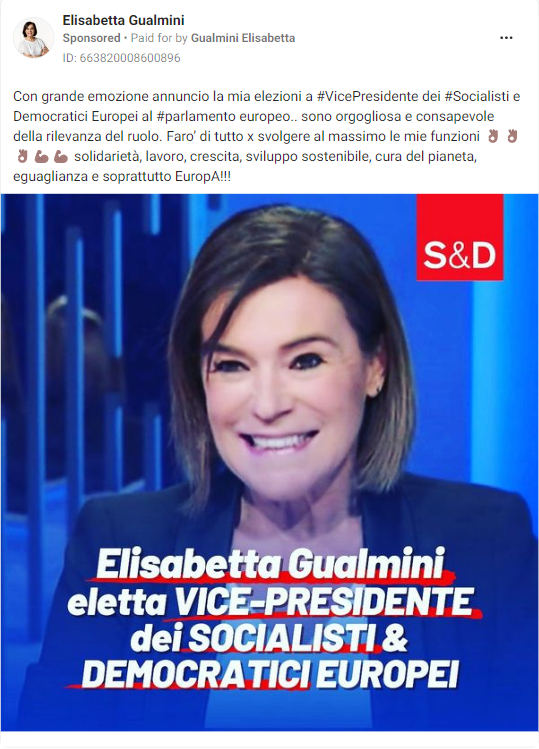 Elisabetta Gualmini
Sponsored • Paid for by Gualmini Elisabetta
ID: 663820008600896
Con grande emozione annuncio la mia elezioni a #VicePresidente dei #Socialisti e
Democratici Europei al #parlamento europeo.. sono orgogliosa e consapevole
della rilevanza del ruolo. Faro' di tutto x svolgere al massimo le mie funzioni 👌🏽 👌🏽
👌🏽 💪🏽 💪🏽 solidarietà, lavoro, crescita, sviluppo sostenibile, cura del pianeta,
eguaglianza e soprattutto EuropA!!!
S&D
Elisabetta Gualmini
eletta VICE-PRESIDENTE
dei SOCIALISTI &
DEMOCRATICI EUROPEI